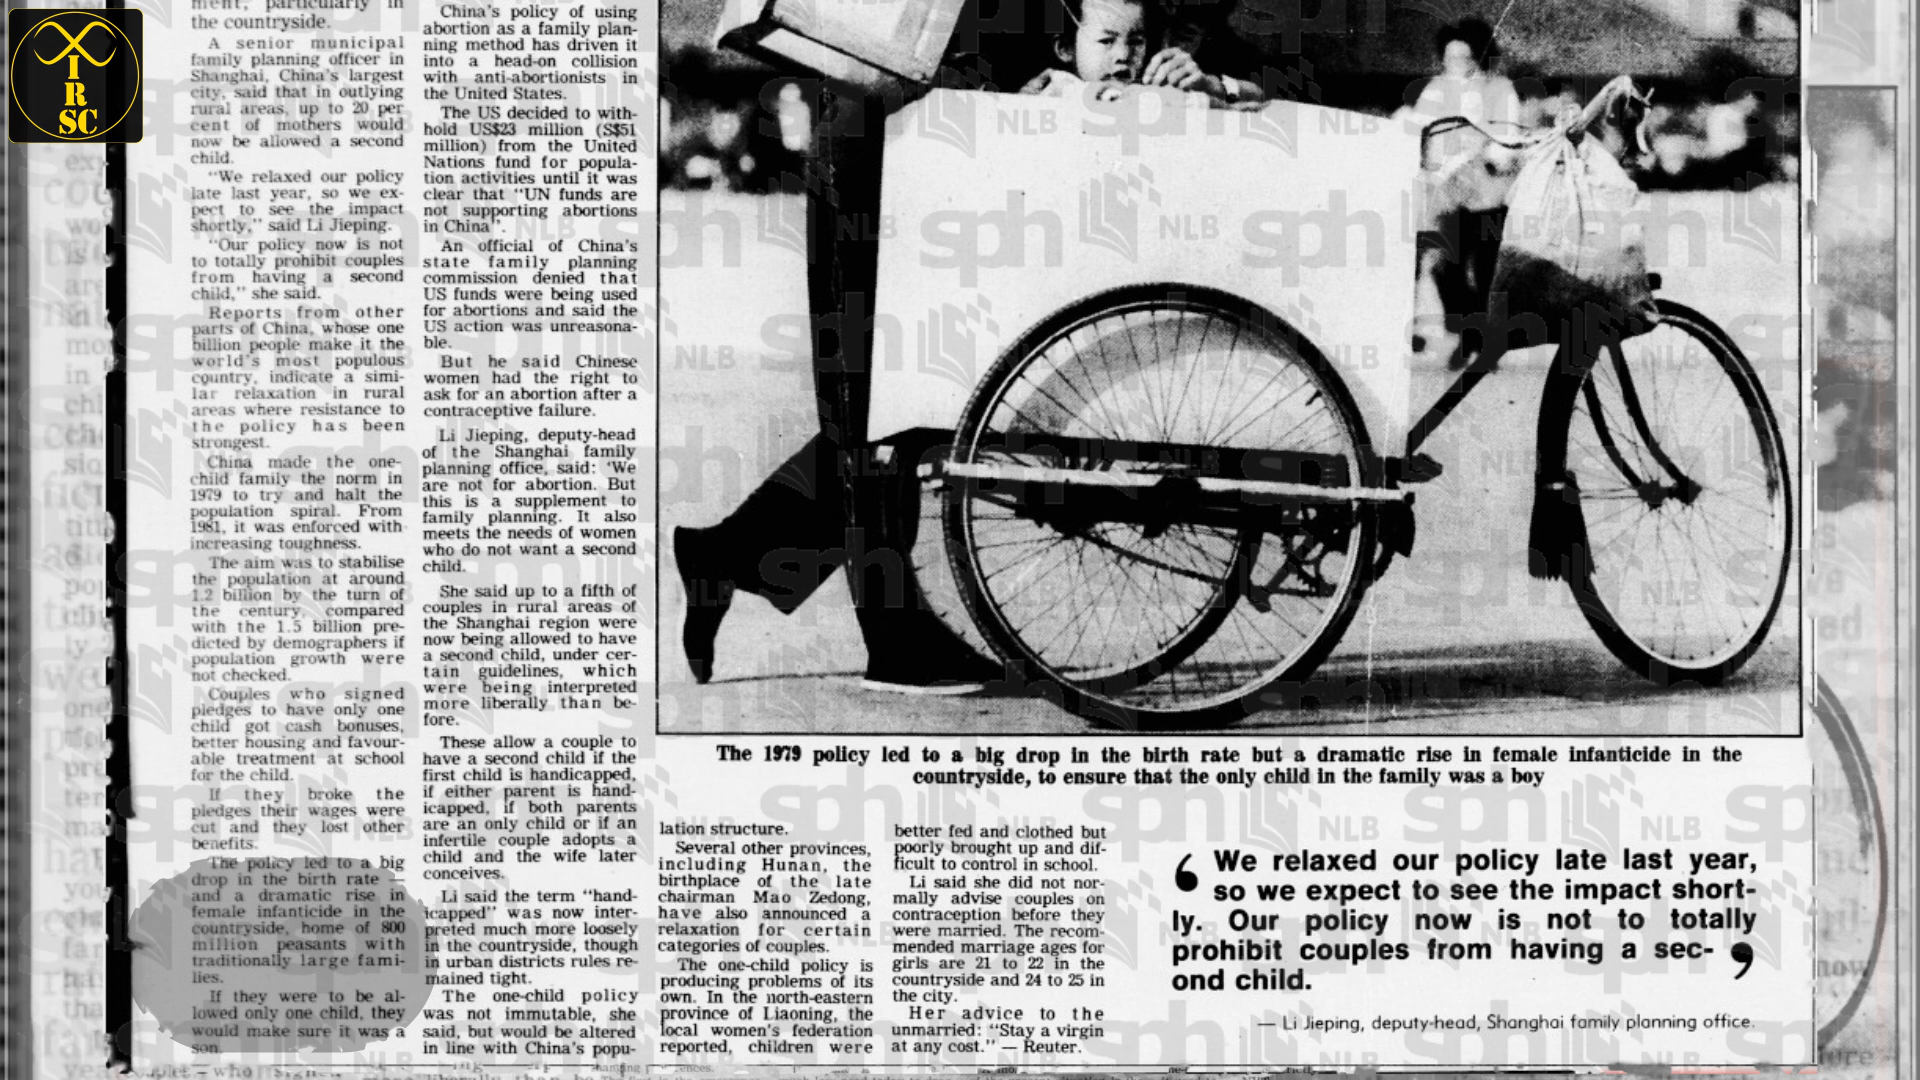 I
R
SC
ment, particularly in
the countryside.
A senior municipal
family planning officer in
Shanghai, China's largest
city, said that in outlying
rural areas, up to 20 per
cent of mothers would
now be allowed a second
child.
"We relaxed our policy
late last year, so we ex-
pect to see the impact
shortly," said Li Jieping.
"Our policy now is not
to totally prohibit couples
from having a second
child," she said.
Reports from other
parts of China, whose one
billion people make it the
world's most populous
country, indicate a simi-
lar relaxation in rural
areas where resistance to
the policy has been
strongest.
China made the one-
child family the norm in
1979 to try and halt the
population spiral. From
1981, it was enforced with
increasing toughness.
The aim was to stabilise
the population at around
1.2 billion by the turn of
the century, compared
with the 1.5 billion pre-
dicted by demographers if
population growth were
not checked.
Couples who signed
pledges to have only one
child got cash bonuses,
better housing and favour-
able treatment at school
for the child.
If they broke the
pledges their wages were
cut and they lost other
benefits.
The policy led to a big
drop in the birth rate —
and a dramatic rise in
female infanticide in the
countryside, home of 800
million peasants with
traditionally large fami-
lies.
If they were to be al-
lowed only one child, they
would make sure it was a
son.
China's policy of using
abortion as a family plan-
ning method has driven it
into a head-on collision
with anti-abortionists in
the United States.
The US decided to with-
hold US$23 million (S$51
million) from the United
Nations fund for popula-
tion activities until it was
clear that "UN funds are
not supporting abortions
in China".
An official of China's
state family planning
commission denied that
US funds were being used
for abortions and said the
US action was unreasona-
ble.
But he said Chinese
women had the right to
ask for an abortion after a
contraceptive failure.
Li Jieping, deputy-head
of the Shanghai family
planning office, said: 'We
are not for abortion. But
this is a supplement to
family planning. It also
meets the needs of women
who do not want a second
child.
She said up to a fifth of
couples in rural areas of
the Shanghai region were
now being allowed to have
a second child, under cer-
tain guidelines, which
were being interpreted
more liberally than be-
fore.
These allow a couple to
have a second child if the
first child is handicapped,
if either parent is hand-
icapped, if both parents
are an only child or if an
infertile couple adopts a
child and the wife later
conceives.
Li said the term "hand-
icapped" was now inter-
preted much more loosely
in the countryside, though
in urban districts rules re-
mained tight.
The one-child policy
was not immutable, she
said, but would be altered
in line with China's popu-
The 1979 policy led to a big drop in the birth rate but a dramatic rise in female infanticide in the
countryside, to ensure that the only child in the family was a boy
lation structure.
Several other provinces,
including Hunan, the
birthplace of the late
chairman Mao Zedong,
have also announced a
relaxation for certain
categories of couples.
The one-child policy is
producing problems of its
own. In the north-eastern
province of Liaoning, the
local women's federation
reported, children were
better fed and clothed but
poorly brought up and dif-
ficult to control in school.
Li said she did not nor-
mally advise couples on
contraception before they
were married. The recom-
mended marriage ages for
girls are 21 to 22 in the
countryside and 24 to 25 in
the city.
Her advice to the
unmarried: "Stay a virgin
at any cost." — Reuter.
‘ We relaxed our policy late last year,
so we expect to see the impact short-
ly. Our policy now is not to totally
prohibit couples from having a sec-
ond child. ’
— Li Jieping, deputy-head, Shanghai family planning office.
sph NLB